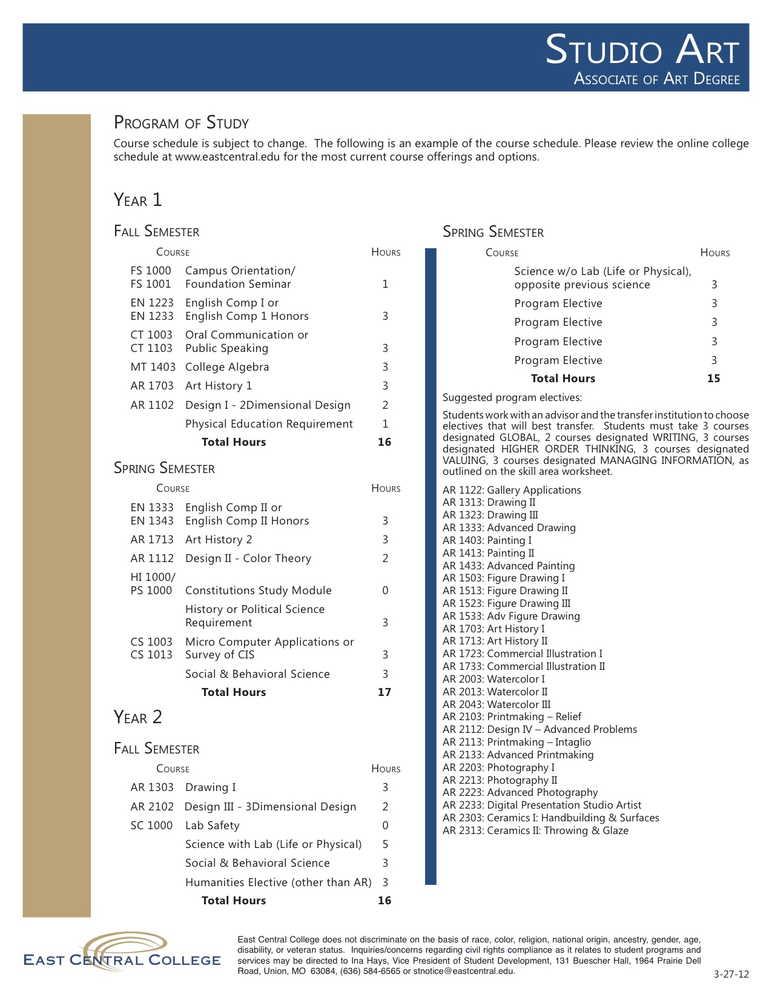 STUDIO ART
ASSOCIATE OF ART DEGREE
PROGRAM OF STUDY
Course schedule is subject to change.  The following is an example of the course schedule. Please review the online college
schedule at www.eastcentral.edu for the most current course offerings and options.
YEAR 1
FALL SEMESTER
COURSE HOURS
FS 1000 Campus Orientation/
FS 1001 Foundation Seminar 1
EN 1223 English Comp I or
EN 1233 English Comp 1 Honors 3
CT 1003 Oral Communication or
CT 1103 Public Speaking 3
MT 1403 College Algebra 3
AR 1703 Art History 1 3
AR 1102 Design I - 2Dimensional Design 2
Physical Education Requirement 1
Total Hours 16
SPRING SEMESTER
COURSE HOURS
EN 1333 English Comp II or
EN 1343 English Comp II Honors 3
AR 1713 Art History 2 3
AR 1112 Design II - Color Theory 2
HI 1000/
PS 1000 Constitutions Study Module 0
History or Political Science
Requirement 3
CS 1003 Micro Computer Applications or
CS 1013 Survey of CIS 3
Social & Behavioral Science 3
Total Hours 17
YEAR 2
FALL SEMESTER
COURSE HOURS
AR 1303 Drawing I 3
AR 2102 Design III - 3Dimensional Design 2
SC 1000 Lab Safety 0
Science with Lab (Life or Physical) 5
Social & Behavioral Science 3
Humanities Elective (other than AR) 3
Total Hours 16
SPRING SEMESTER
COURSE HOURS
Science w/o Lab (Life or Physical),
opposite previous science 3
Program Elective 3
Program Elective 3
Program Elective 3
Program Elective 3
Total Hours 15
Suggested program electives:
Students work with an advisor and the transfer institution to choose
electives that will best transfer.  Students must take 3 courses
designated GLOBAL, 2 courses designated WRITING, 3 courses
designated HIGHER ORDER THINKING, 3 courses designated
VALUING, 3 courses designated MANAGING INFORMATION, as
outlined on the skill area worksheet.
AR 1122: Gallery Applications
AR 1313: Drawing II
AR 1323: Drawing III
AR 1333: Advanced Drawing
AR 1403: Painting I
AR 1413: Painting II
AR 1433: Advanced Painting
AR 1503: Figure Drawing I
AR 1513: Figure Drawing II
AR 1523: Figure Drawing III
AR 1533: Adv Figure Drawing
AR 1703: Art History I
AR 1713: Art History II
AR 1723: Commercial Illustration I
AR 1733: Commercial Illustration II
AR 2003: Watercolor I
AR 2013: Watercolor II
AR 2043: Watercolor III
AR 2103: Printmaking – Relief
AR 2112: Design IV – Advanced Problems
AR 2113: Printmaking – Intaglio
AR 2133: Advanced Printmaking
AR 2203: Photography I
AR 2213: Photography II
AR 2223: Advanced Photography
AR 2233: Digital Presentation Studio Artist
AR 2303: Ceramics I: Handbuilding & Surfaces
AR 2313: Ceramics II: Throwing & Glaze
EAST CENTRAL COLLEGE
East Central College does not discriminate on the basis of race, color, religion, national origin, ancestry, gender, age,
disability, or veteran status.  Inquiries/concerns regarding civil rights compliance as it relates to student programs and
services may be directed to Ina Hays, Vice President of Student Development, 131 Buescher Hall, 1964 Prairie Dell
Road, Union, MO  63084, (636) 584-6565 or stnotice@eastcentral.edu.
3-27-12